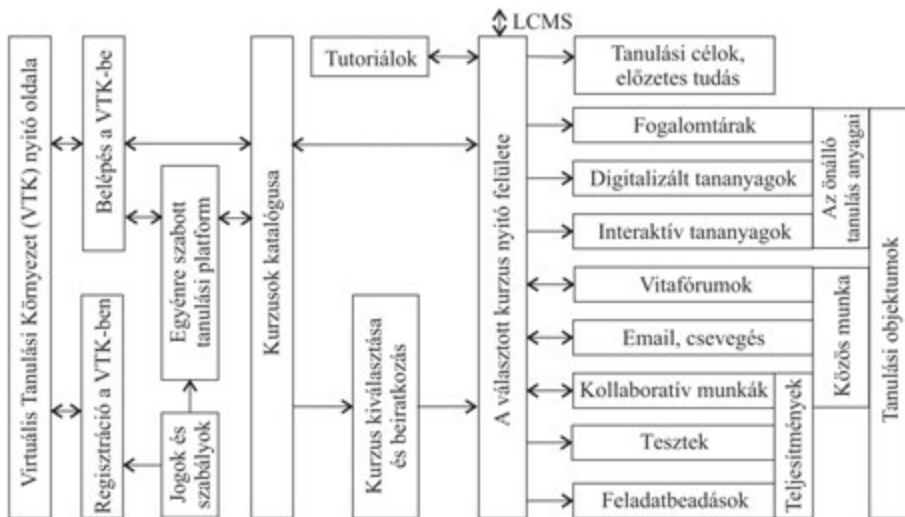 LCMS
Virtuális Tanulási Környezet (VTK) nyitó oldala
Belépés a VTK-be
Regisztráció a VTK-ben
Egyénre szabott
tanulási platform
Jogok és
szabályok
Kurzusok katalógusa
Tutoriálok
Kurzus kiválasztása
és beiratkozás
A választott kurzus nyitó felülete
Tanulási célok,
előzetes tudás
Fogalomtárak
Digitalizált tananyagok
Interaktív tananyagok
Vitafórumok
Email, csevegés
Kollaboratív munkák
Tesztek
Feladatbeadások
Teljesítmények
Az önálló
tanulás anyagai
Közös munka
Tanulási objektumok